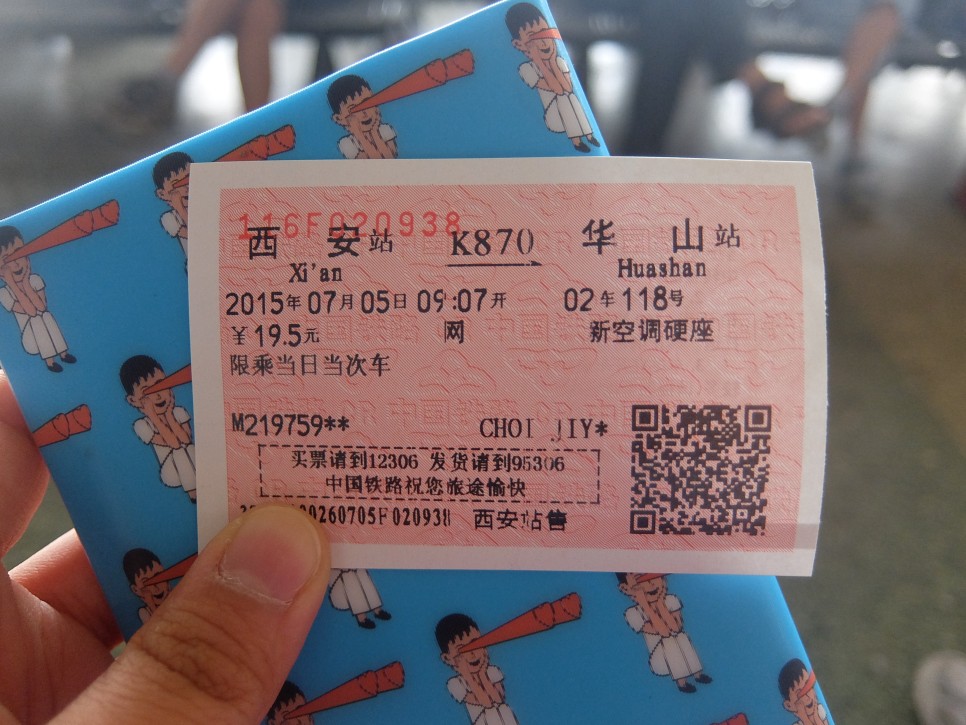 116F020938
西安站 K870 华山站
Xi'an Huashan
2015年07月05日 09:07开 02车118号
￥19.5元 网 新空调硬座
限乘当日当次车
M219759** CHOI JIY*
买票请到12306 发货请到95306
中国铁路祝您旅途愉快
00260705F020938 西安站售